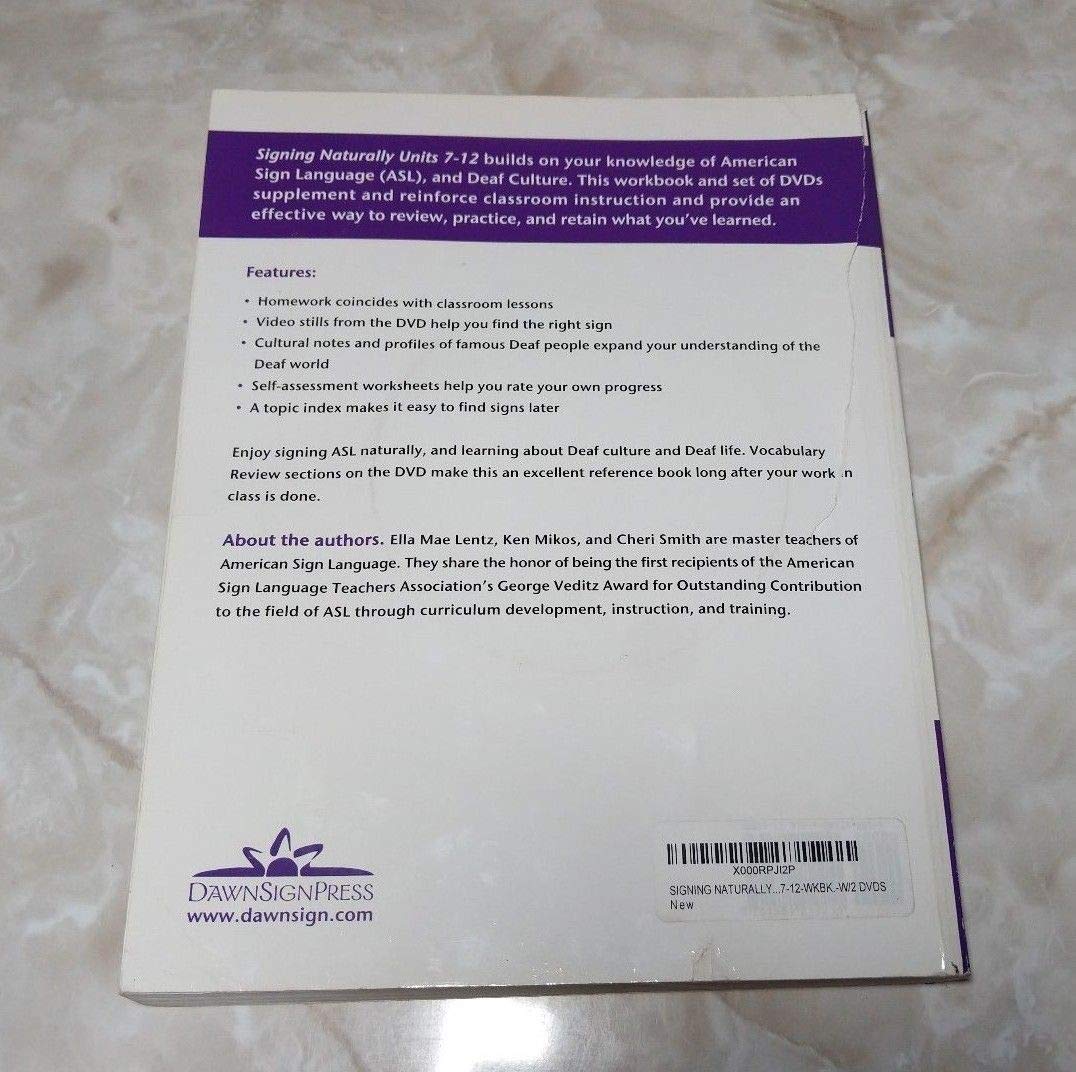 Signing Naturally Units 7-12 builds on your knowledge of American
Sign Language (ASL), and Deaf Culture. This workbook and set of DVDs
supplement and reinforce classroom instruction and provide an
effective way to review, practice, and retain what you've learned.
Features:
• Homework coincides with classroom lessons
• Video stills from the DVD help you find the right sign
• Cultural notes and profiles of famous Deaf people expand your understanding of the
Deaf world
• Self-assessment worksheets help you rate your own progress
• A topic index makes it easy to find signs later
Enjoy signing ASL naturally, and learning about Deaf culture and Deaf life. Vocabulary
Review sections on the DVD make this an excellent reference book long after your work in
class is done.
About the authors. Ella Mae Lentz, Ken Mikos, and Cheri Smith are master teachers of
American Sign Language. They share the honor of being the first recipients of the American
Sign Language Teachers Association's George Veditz Award for Outstanding Contribution
to the field of ASL through curriculum development, instruction, and training.
DAWNSIGNPRESS
www.dawnsign.com
X000RPJI2P
SIGNING NATURALLY...7-12-WKBK.-W/2 DVDS
New